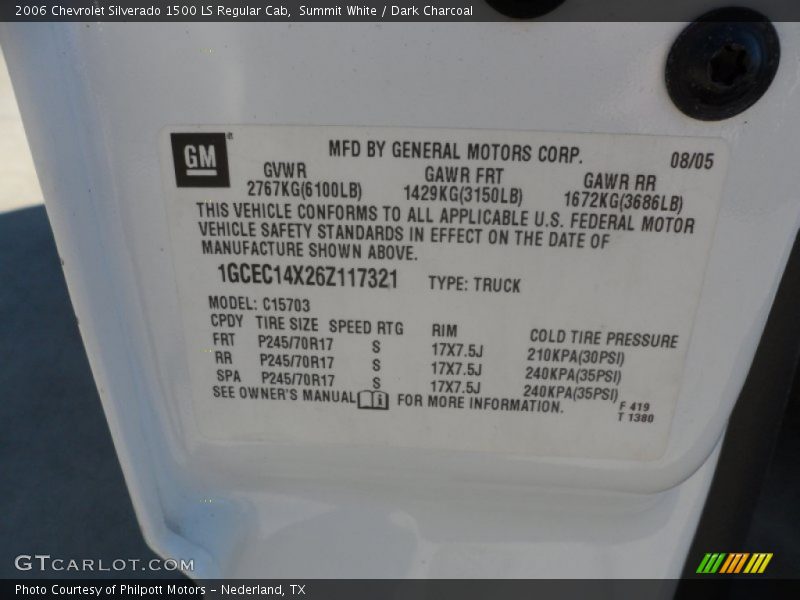 2006 Chevrolet Silverado 1500 LS Regular Cab,  Summit White / Dark Charcoal
GM
MFD BY GENERAL MOTORS CORP.
08/05
GVWR GAWR FRT GAWR RR
2767KG(6100LB) 1429KG(3150LB) 1672KG(3686LB)
THIS VEHICLE CONFORMS TO ALL APPLICABLE U.S. FEDERAL MOTOR
VEHICLE SAFETY STANDARDS IN EFFECT ON THE DATE OF
MANUFACTURE SHOWN ABOVE.
1GCEC14X26Z117321 TYPE: TRUCK
MODEL: C15703
CPDY TIRE SIZE SPEED RTG RIM COLD TIRE PRESSURE
FRT P245/70R17 S 17X7.5J 210KPA(30PSI)
RR P245/70R17 S 17X7.5J 240KPA(35PSI)
SPA P245/70R17 S 17X7.5J 240KPA(35PSI)
SEE OWNER'S MANUAL FOR MORE INFORMATION.
F 419
T 1380
GTCARLOT.COM
Photo Courtesy of Philpott Motors - Nederland, TX